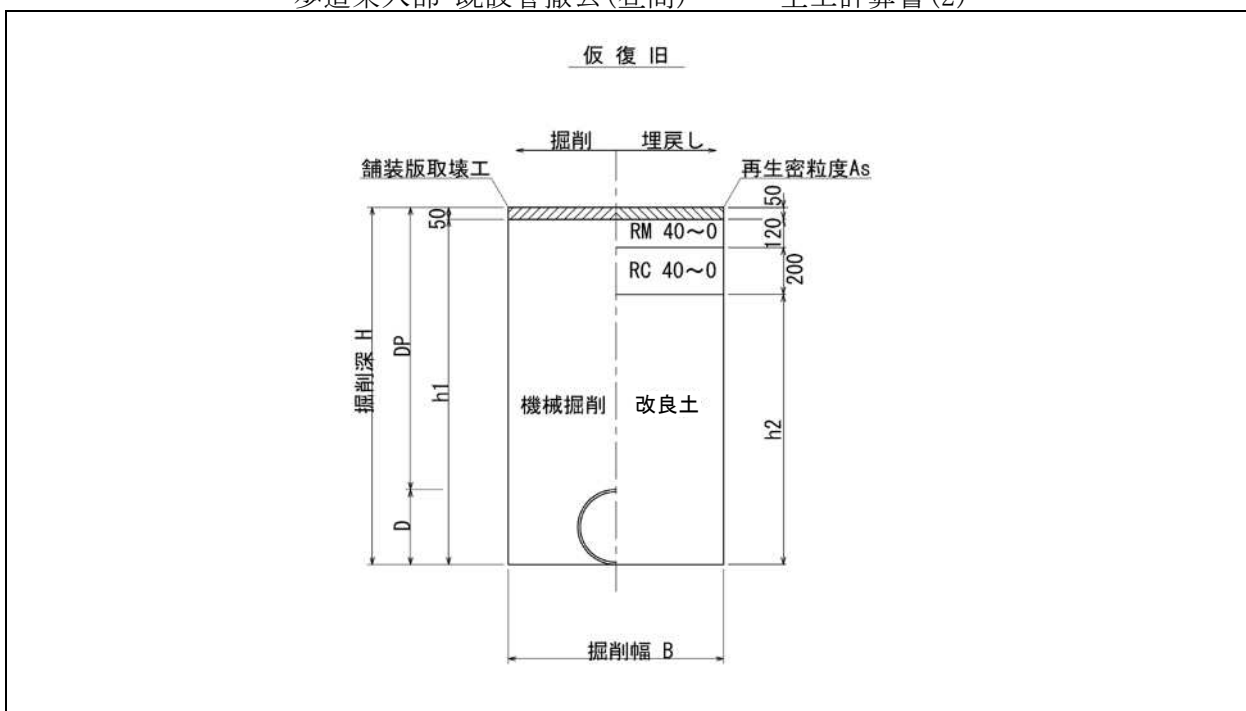 仮 復 旧
掘削 埋戻し
舗装版取壊工
再生密粒度As
50
50
RM 40～0
120
RC 40～0
200
掘削深 H
DP
h1
機械掘削
改良土
h2
D
掘削幅 B